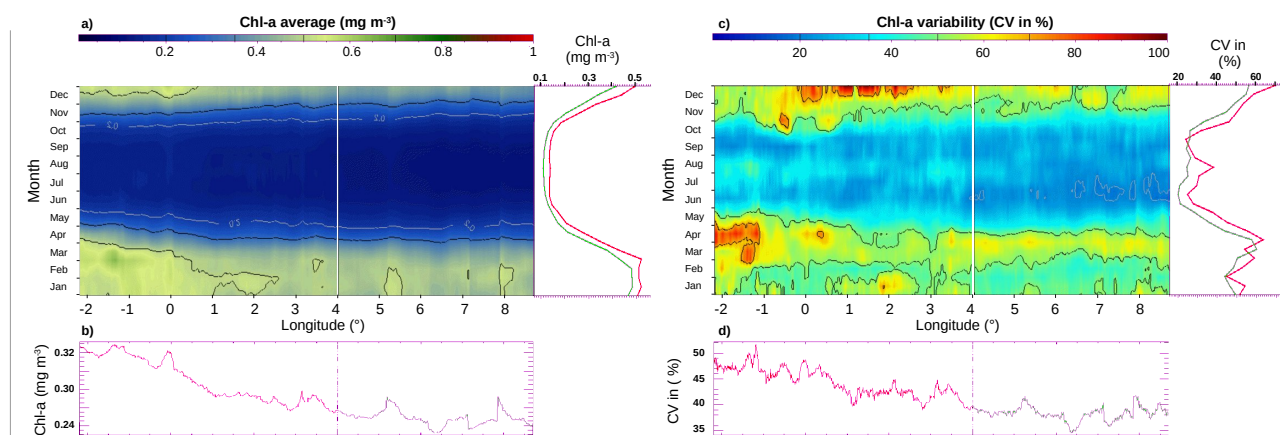 a) Chl-a average (mg m-3)
0.2 0.4 0.6 0.8 1
Chl-a
(mg m-3)
0.1 0.3 0.5
Month
Dec
Nov
Oct
Sep
Aug
Jul
Jun
May
Apr
Mar
Feb
Jan
-2 -1 0 1 2 3 4 5 6 7 8
Longitude (°)
b)
Chl-a (mg m-3)
0.32
0.30
0.24
c) Chl-a variability (CV in %)
20 40 60 80 100
CV in
(%)
20 40 60 70
Month
Dec
Nov
Oct
Sep
Aug
Jul
Jun
May
Apr
Mar
Feb
Jan
-2 -1 0 1 2 3 4 5 6 7 8
Longitude (°)
d)
CV in ( %)
50
45
40
35